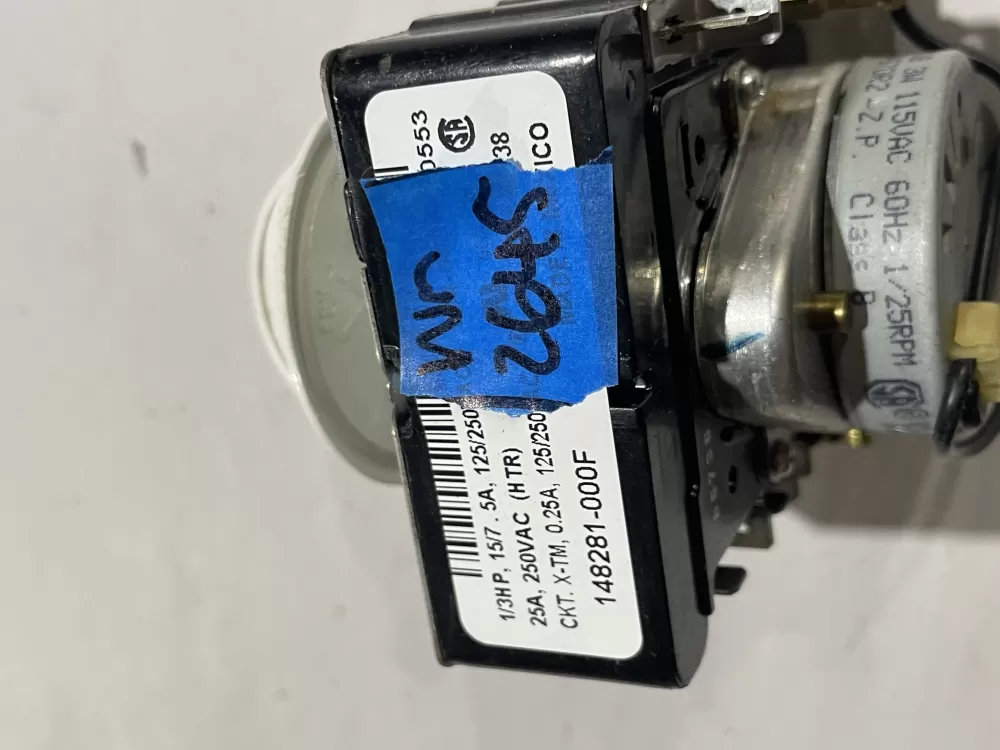 0553
38
ICO
Wr
2645
1/3HP, 15/7.5A, 125/250
25A, 250VAC (HTR)
CKT. X-TM, 0.25A, 125/250
148281-000F
3W 115VAC 60Hz 1/25RPM
Z.P. Class B